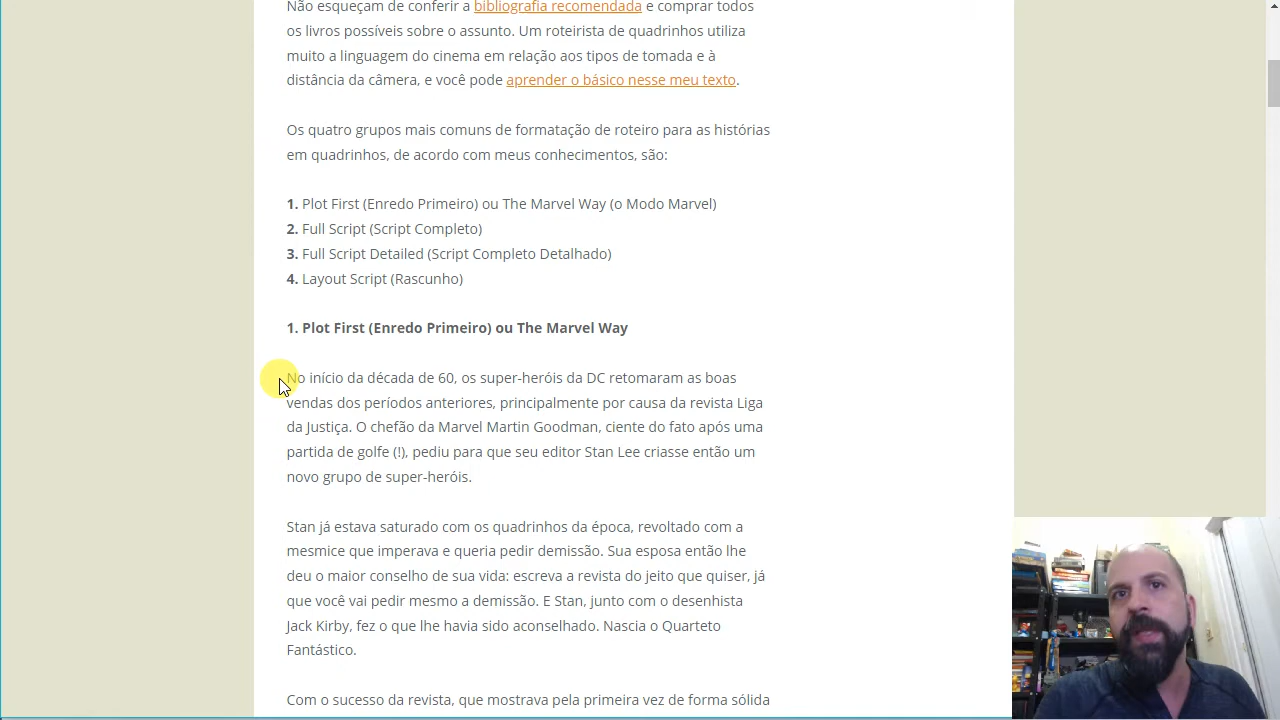 Não esqueçam de conferir a bibliografia recomendada e comprar todos
os livros possíveis sobre o assunto. Um roteirista de quadrinhos utiliza
muito a linguagem do cinema em relação aos tipos de tomada e à
distância da câmera, e você pode aprender o básico nesse meu texto.
Os quatro grupos mais comuns de formatação de roteiro para as histórias
em quadrinhos, de acordo com meus conhecimentos, são:
1. Plot First (Enredo Primeiro) ou The Marvel Way (o Modo Marvel)
2. Full Script (Script Completo)
3. Full Script Detailed (Script Completo Detalhado)
4. Layout Script (Rascunho)
1. Plot First (Enredo Primeiro) ou The Marvel Way
No início da década de 60, os super-heróis da DC retomaram as boas
vendas dos períodos anteriores, principalmente por causa da revista Liga
da Justiça. O chefão da Marvel Martin Goodman, ciente do fato após uma
partida de golfe (!), pediu para que seu editor Stan Lee criasse então um
novo grupo de super-heróis.
Stan já estava saturado com os quadrinhos da época, revoltado com a
mesmice que imperava e queria pedir demissão. Sua esposa então lhe
deu o maior conselho de sua vida: escreva a revista do jeito que quiser, já
que você vai pedir mesmo a demissão. E Stan, junto com o desenhista
Jack Kirby, fez o que lhe havia sido aconselhado. Nascia o Quarteto
Fantástico.
Com o sucesso da revista, que mostrava pela primeira vez de forma sólida